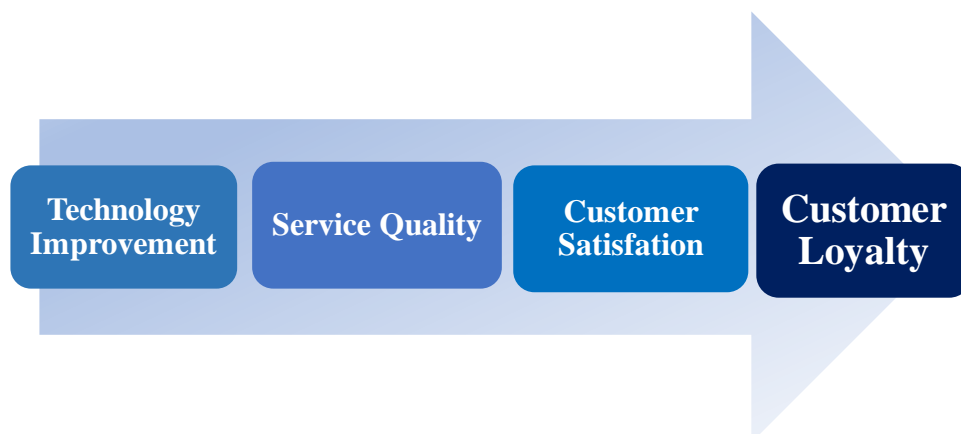 Technology
Improvement
Service Quality
Customer
Satisfation
Customer
Loyalty